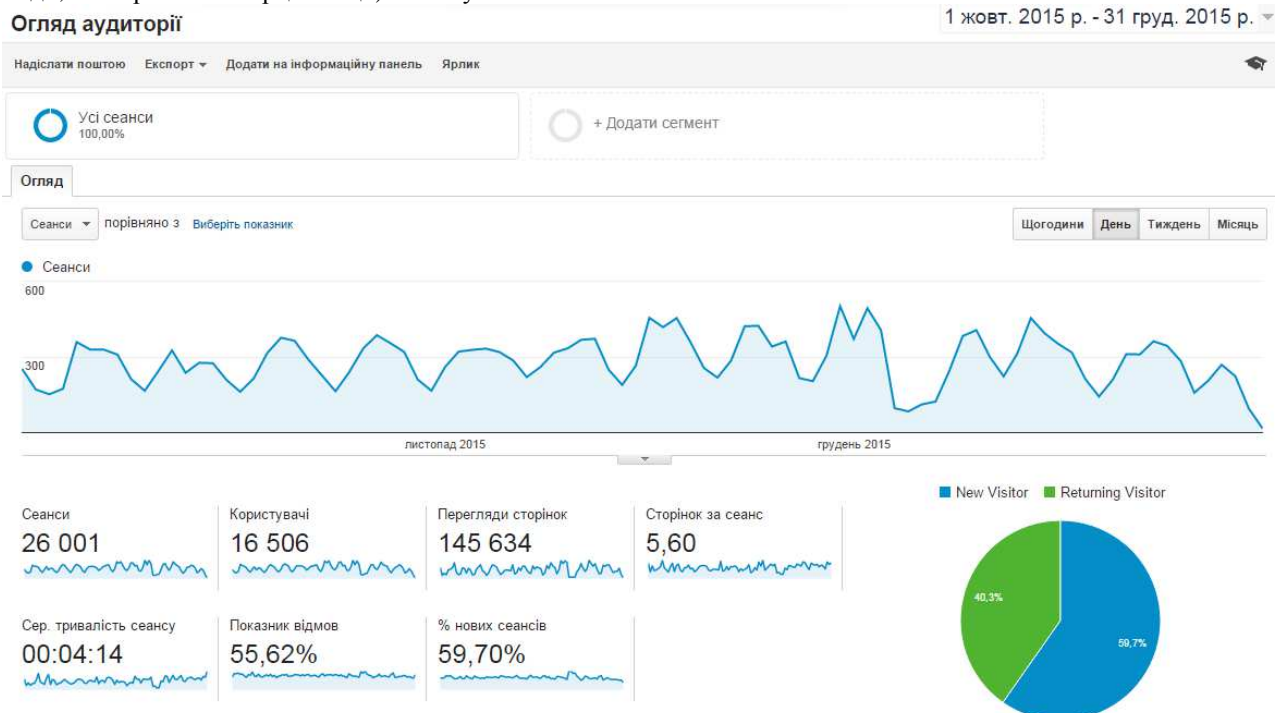 Огляд аудиторії
1 жовт. 2015 р. - 31 груд. 2015 р.
Надіслати поштою Експорт Додати на інформаційну панель Ярлик
Усі сеанси
100,00%
+ Додати сегмент
Огляд
Сеанси порівняно з Виберіть показник
Щогодини День Тиждень Місяць
Сеанси
600
300
листопад 2015 грудень 2015
New Visitor Returning Visitor
Сеанси
26 001
Користувачі
16 506
Перегляди сторінок
145 634
Сторінок за сеанс
5,60
Сер. тривалість сеансу
00:04:14
Показник відмов
55,62%
% нових сеансів
59,70%
40,3%
59,7%